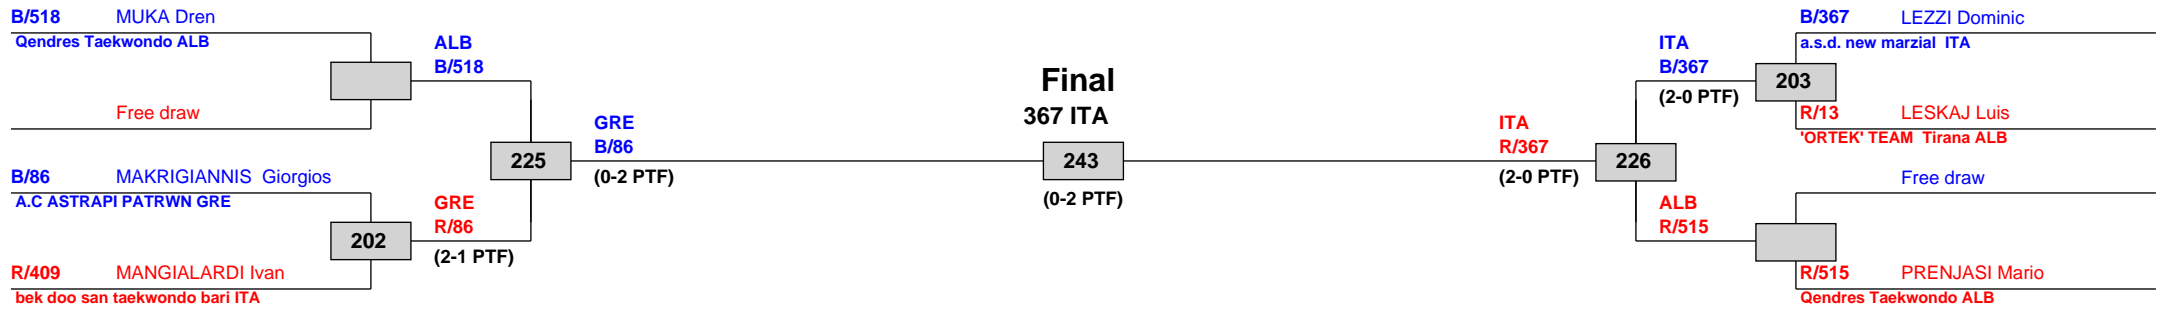 B/518 MUKA Dren
Qendres Taekwondo ALB
Free draw
B/86 MAKRIGIANNIS Giorgios
A.C ASTRAPI PATRWN GRE
R/409 MANGIALARDI Ivan
bek doo san taekwondo bari ITA
202
ALB
B/518
GRE
R/86
(2-1 PTF)
225
GRE
B/86
(0-2 PTF)
Final
367 ITA
243
(0-2 PTF)
ITA
R/367
(2-0 PTF)
226
ITA
B/367
(2-0 PTF)
ALB
R/515
203
B/367 LEZZI Dominic
a.s.d. new marzial ITA
R/13 LESKAJ Luis
'ORTEK' TEAM Tirana ALB
Free draw
R/515 PRENJASI Mario
Qendres Taekwondo ALB